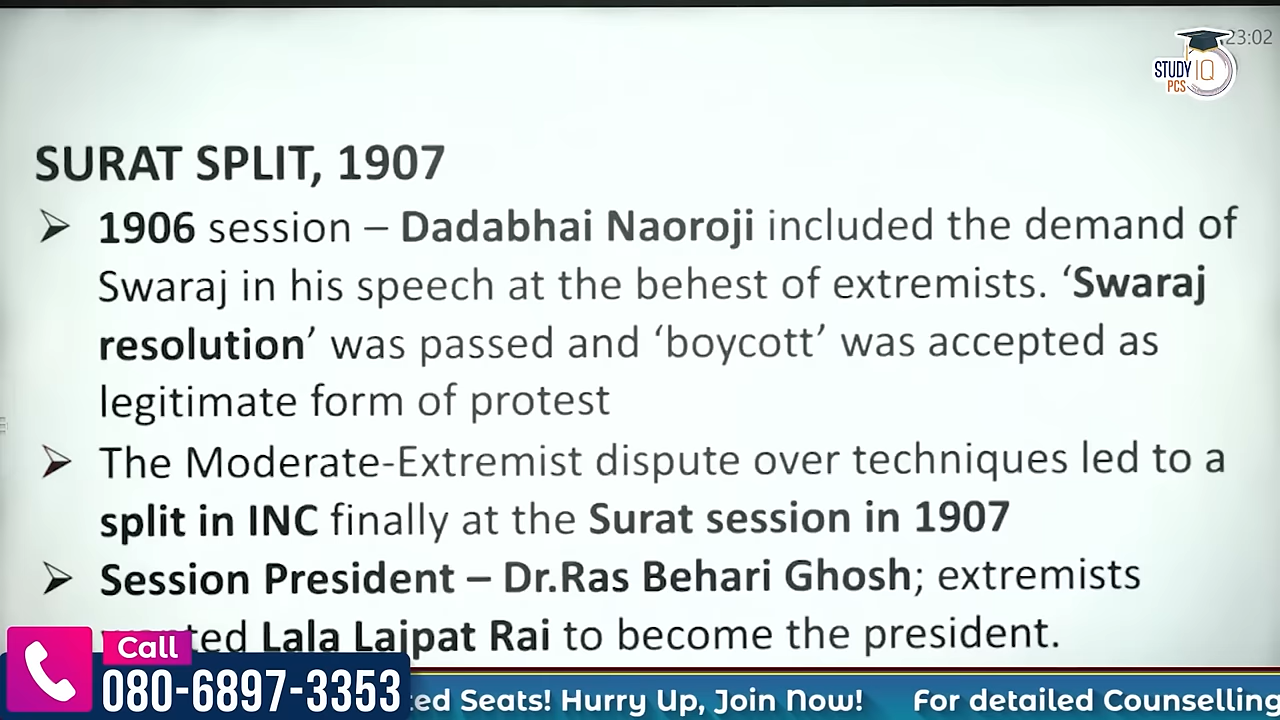 23:02
STUDY IQ
PCS
SURAT SPLIT, 1907
➢ 1906 session – Dadabhai Naoroji included the demand of
Swaraj in his speech at the behest of extremists. ‘Swaraj
resolution’ was passed and ‘boycott’ was accepted as
legitimate form of protest
➢ The Moderate-Extremist dispute over techniques led to a
split in INC finally at the Surat session in 1907
➢ Session President – Dr.Ras Behari Ghosh; extremists
Lala Lajpat Rai to become the president.
Call
080-6897-3353
Seats! Hurry Up, Join Now! For detailed Counselling